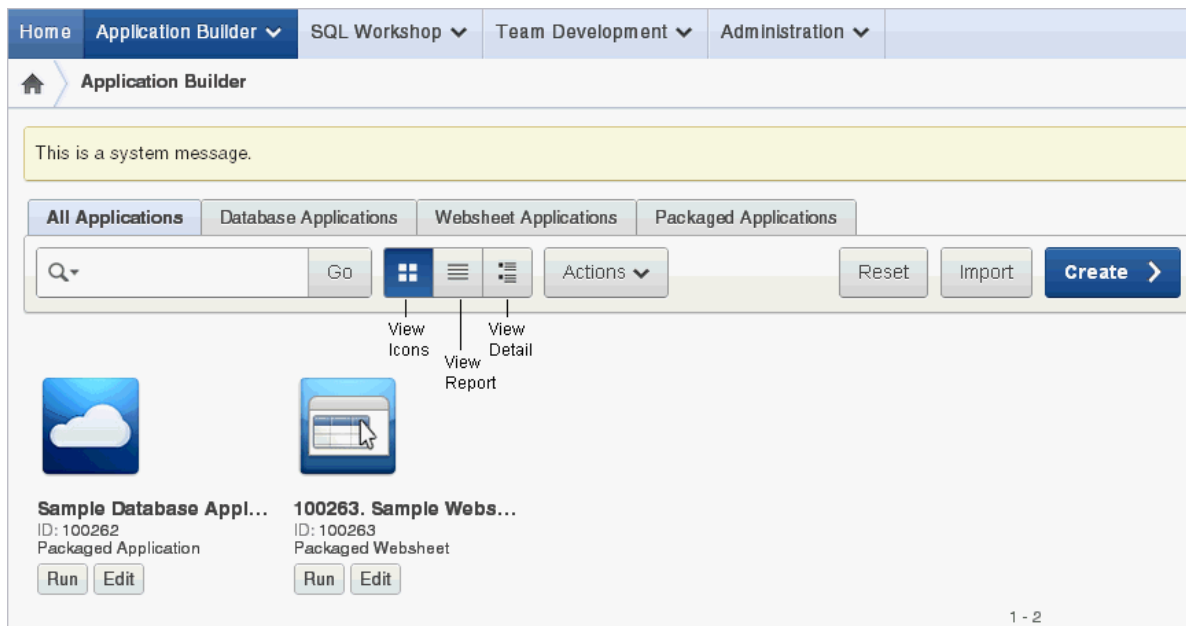 Home Application Builder SQL Workshop Team Development Administration
Application Builder
This is a system message.
All Applications Database Applications Websheet Applications Packaged Applications
Go Actions Reset Import Create
View Icons
View Report
View Detail
Sample Database Appl...
ID: 100262
Packaged Application
Run Edit
100263. Sample Webs...
ID: 100263
Packaged Websheet
Run Edit
1 - 2